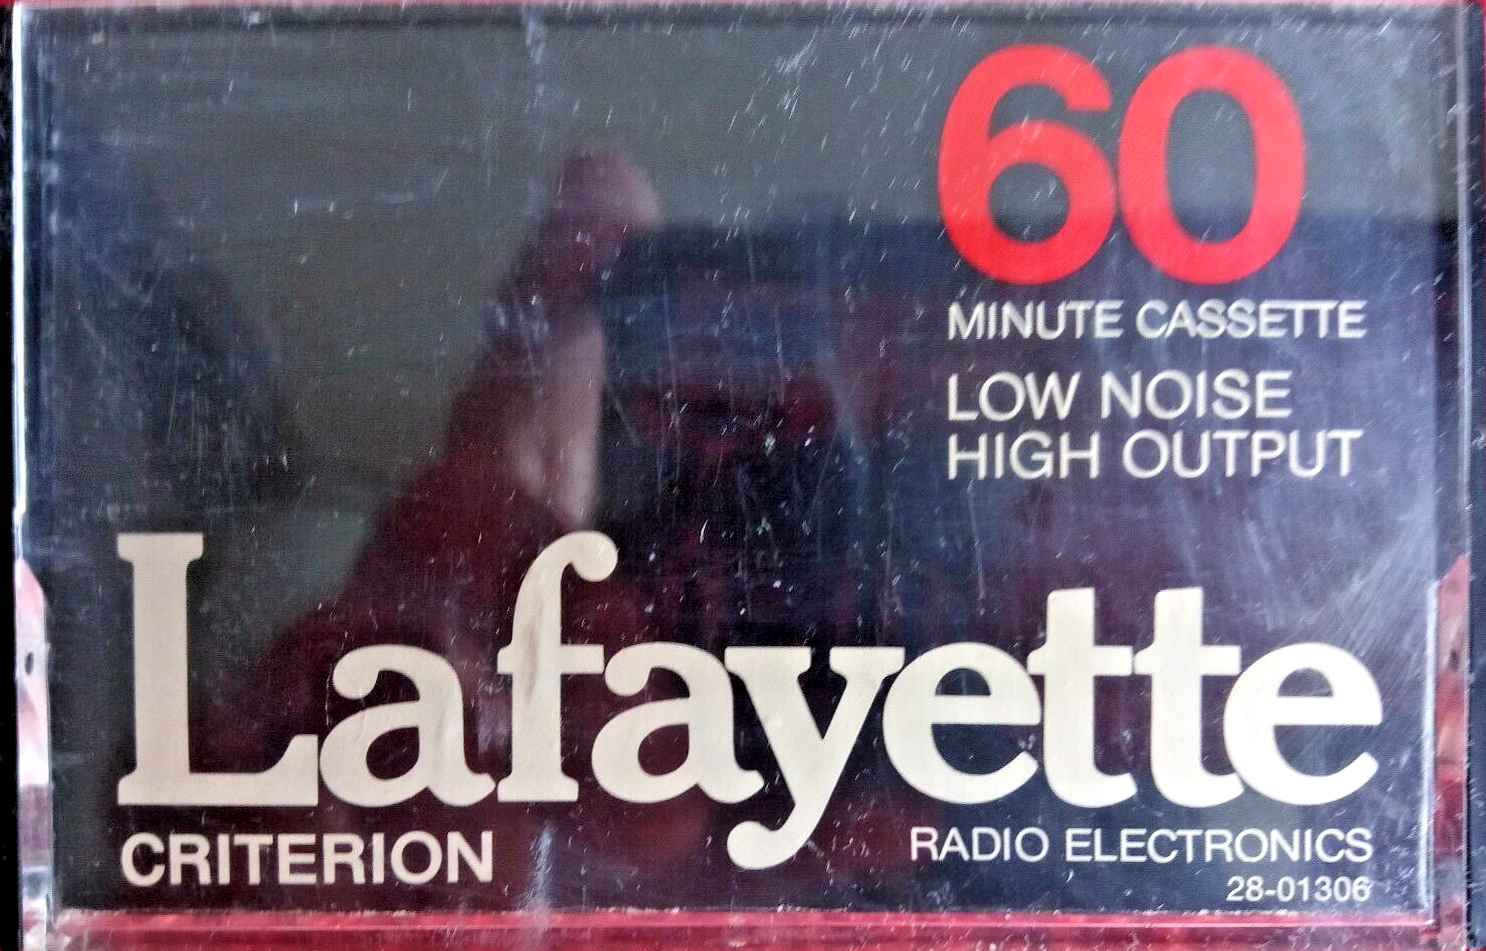 60
MINUTE CASSETTE
LOW NOISE
HIGH OUTPUT
Lafayette
CRITERION
RADIO ELECTRONICS
28-01306